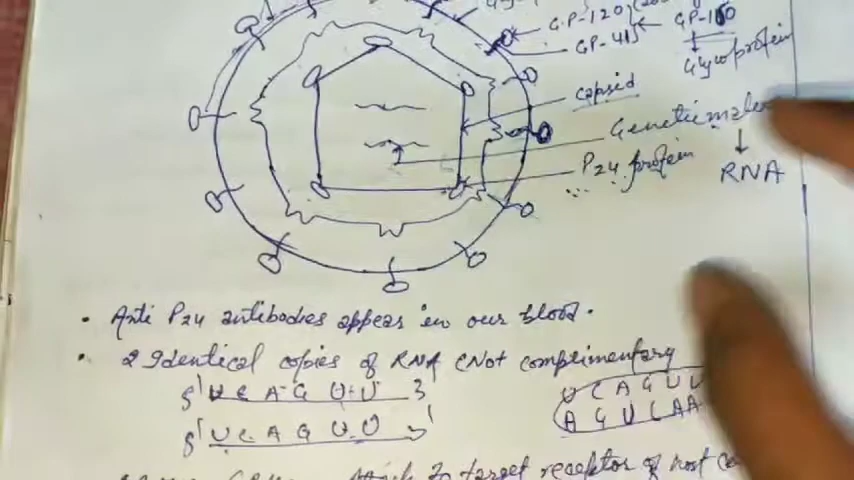 GP-120
GP-41
GP-160
Glycoprotein
capsid
Genetic
P24 protein
RNA
• Anti P24 antibodies appear in our blood.
• 2 Identical copies of RNA (Not complimentary
5' U C A G U U 3
U C A G U U
5' U C A G U U 3'
A G U C A A
to target receptor of host